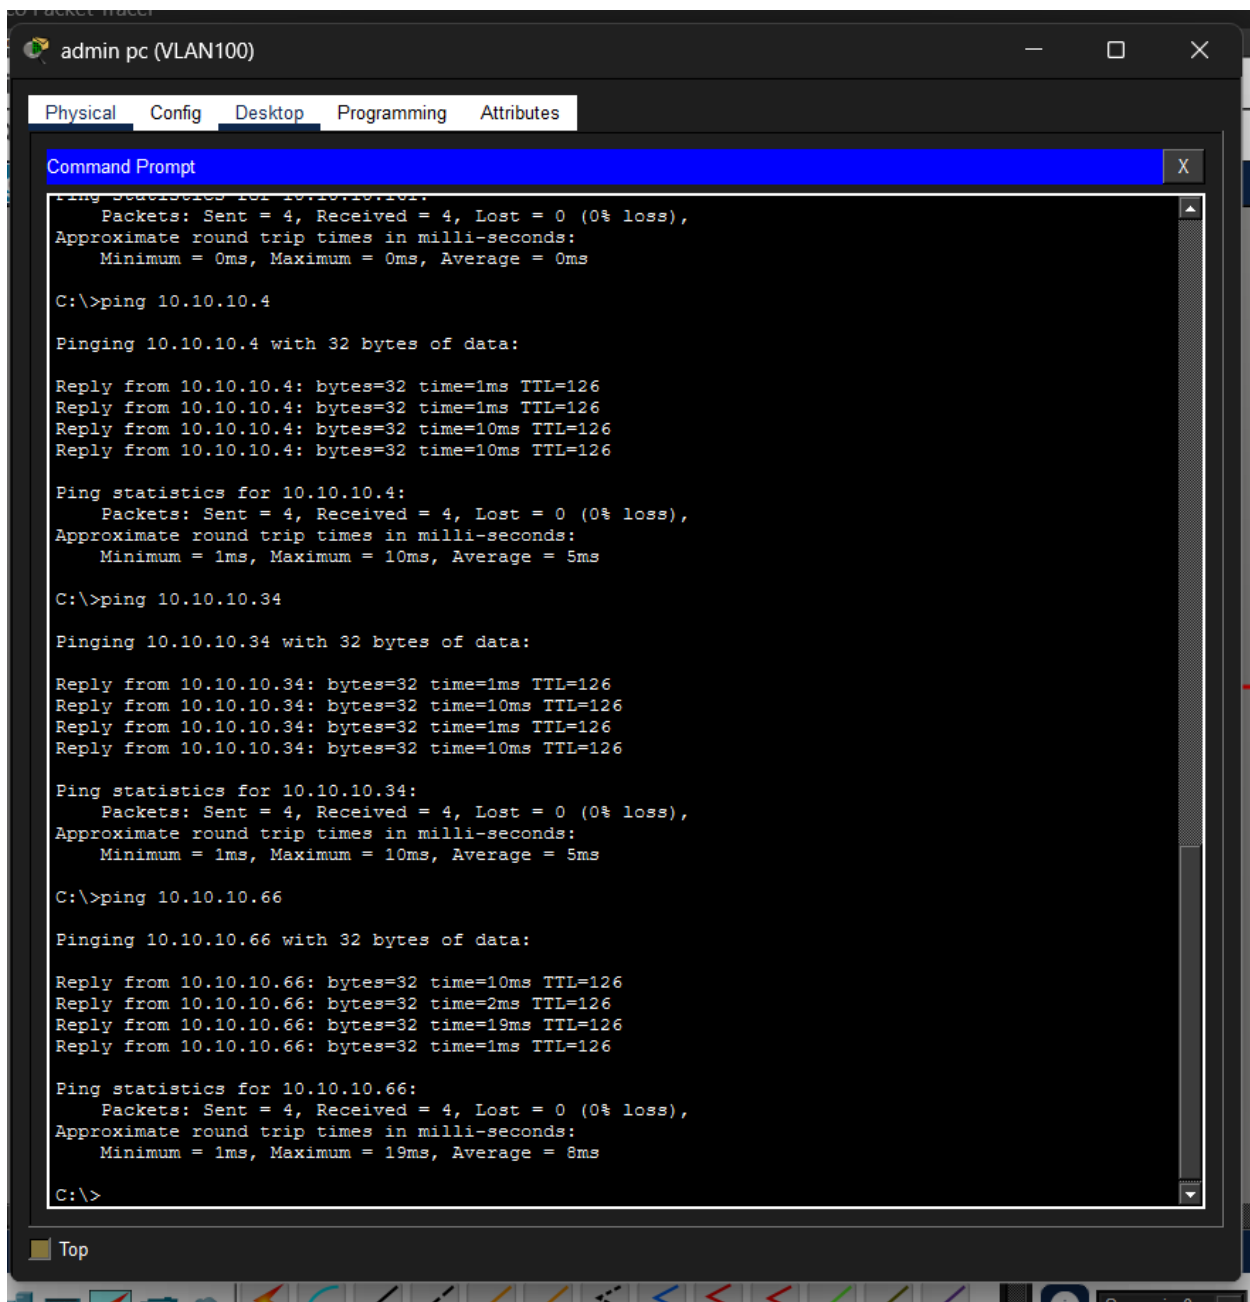 co Packet Tracer
admin pc (VLAN100)
Physical Config Desktop Programming Attributes
Command Prompt
X
Ping statistics for 10.10.10.101:
Packets: Sent = 4, Received = 4, Lost = 0 (0% loss),
Approximate round trip times in milli-seconds:
Minimum = 0ms, Maximum = 0ms, Average = 0ms
C:\>ping 10.10.10.4
Pinging 10.10.10.4 with 32 bytes of data:
Reply from 10.10.10.4: bytes=32 time=1ms TTL=126
Reply from 10.10.10.4: bytes=32 time=1ms TTL=126
Reply from 10.10.10.4: bytes=32 time=10ms TTL=126
Reply from 10.10.10.4: bytes=32 time=10ms TTL=126
Ping statistics for 10.10.10.4:
Packets: Sent = 4, Received = 4, Lost = 0 (0% loss),
Approximate round trip times in milli-seconds:
Minimum = 1ms, Maximum = 10ms, Average = 5ms
C:\>ping 10.10.10.34
Pinging 10.10.10.34 with 32 bytes of data:
Reply from 10.10.10.34: bytes=32 time=1ms TTL=126
Reply from 10.10.10.34: bytes=32 time=10ms TTL=126
Reply from 10.10.10.34: bytes=32 time=1ms TTL=126
Reply from 10.10.10.34: bytes=32 time=10ms TTL=126
Ping statistics for 10.10.10.34:
Packets: Sent = 4, Received = 4, Lost = 0 (0% loss),
Approximate round trip times in milli-seconds:
Minimum = 1ms, Maximum = 10ms, Average = 5ms
C:\>ping 10.10.10.66
Pinging 10.10.10.66 with 32 bytes of data:
Reply from 10.10.10.66: bytes=32 time=10ms TTL=126
Reply from 10.10.10.66: bytes=32 time=2ms TTL=126
Reply from 10.10.10.66: bytes=32 time=19ms TTL=126
Reply from 10.10.10.66: bytes=32 time=1ms TTL=126
Ping statistics for 10.10.10.66:
Packets: Sent = 4, Received = 4, Lost = 0 (0% loss),
Approximate round trip times in milli-seconds:
Minimum = 1ms, Maximum = 19ms, Average = 8ms
C:\>
Top